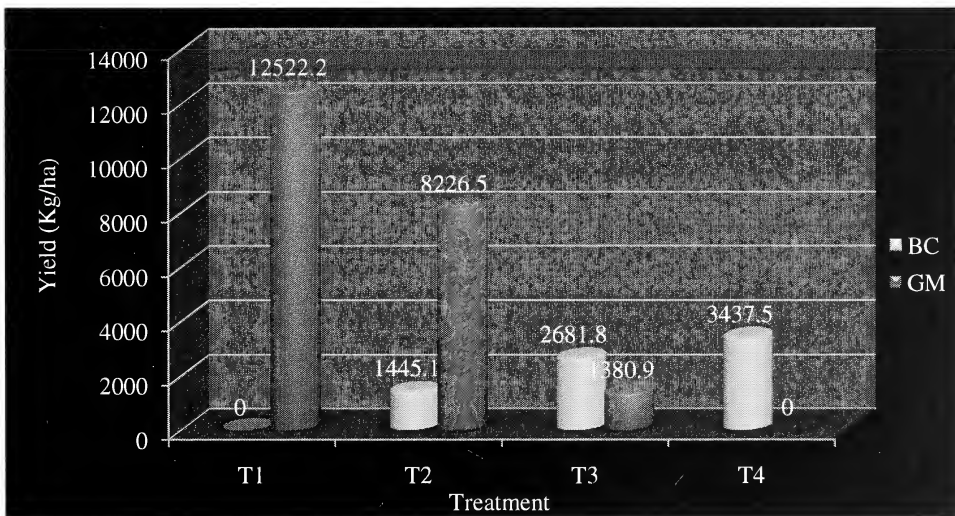 14000
12000
10000
8000
6000
4000
2000
0
Yield (Kg/ha)
0
12522.2
1445.1
8226.5
2681.8
1380.9
3437.5
0
T1
T2
T3
T4
Treatment
BC
GM